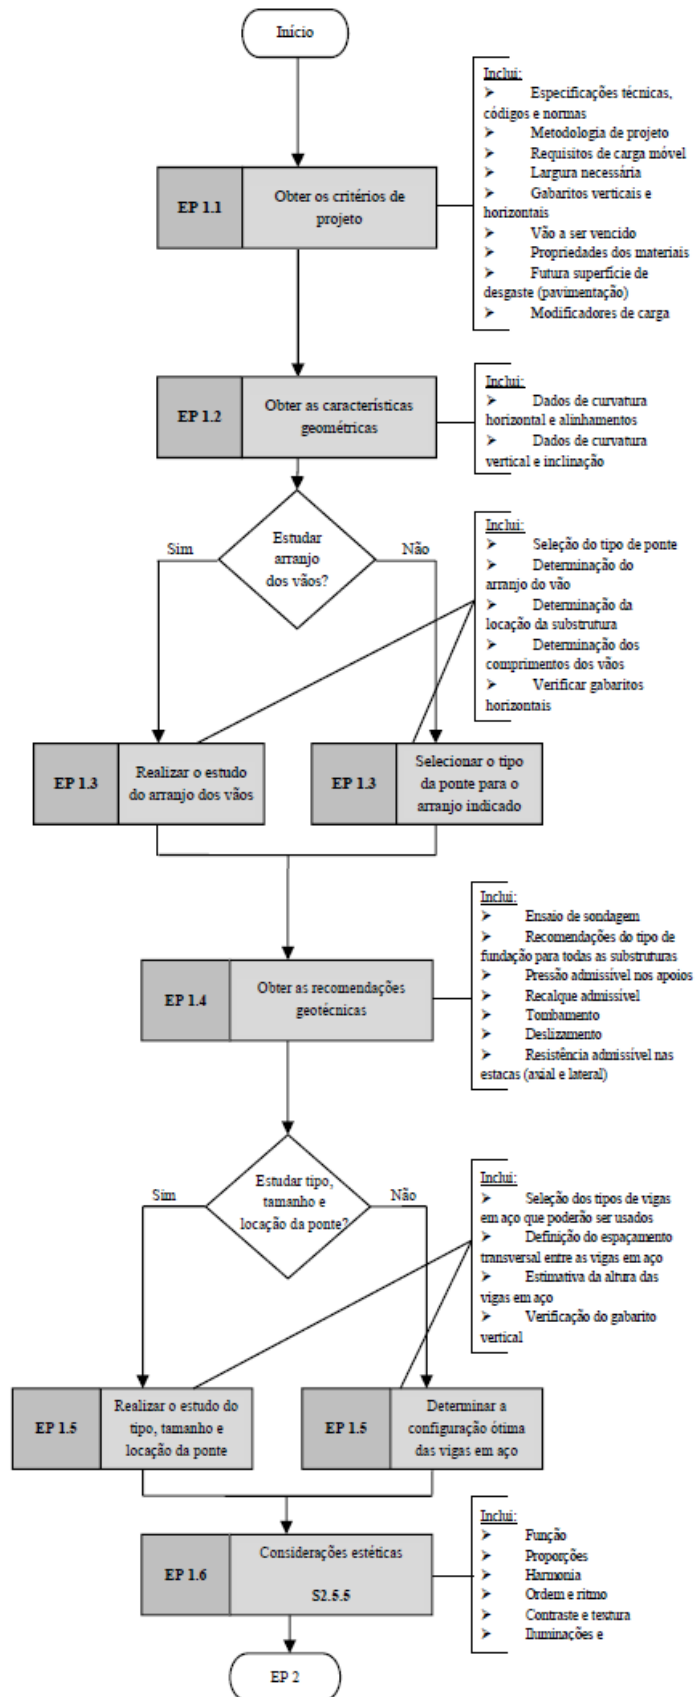 Início
Inclui:
➤ Especificações técnicas,
códigos e normas
➤ Metodologia de projeto
➤ Requisitos de carga móvel
➤ Largura necessária
➤ Gabaritos verticais e
horizontais
➤ Vão a ser vencido
➤ Propriedades dos materiais
➤ Futura superfície de
desgaste (pavimentação)
➤ Modificadores de carga
EP 1.1
Obter os critérios de
projeto
EP 1.2
Obter as características
geométricas
Inclui:
➤ Dados de curvatura
horizontal e alinhamentos
➤ Dados de curvatura
vertical e inclinação
Estudar
arranjo
dos vãos?
Sim
Não
Inclui:
➤ Seleção do tipo de ponte
➤ Determinação do
arranjo do vão
➤ Determinação da
locação da substrutura
➤ Determinação dos
comprimentos dos vãos
➤ Verificar gabaritos
horizontais
EP 1.3
Realizar o estudo
do arranjo dos vãos
EP 1.3
Selecionar o tipo
da ponte para o
arranjo indicado
EP 1.4
Obter as recomendações
geotécnicas
Inclui:
➤ Ensaio de sondagem
➤ Recomendações do tipo de
fundação para todas as substruturas
➤ Pressão admissível nos apoios
➤ Recalque admissível
➤ Tombamento
➤ Deslizamento
➤ Resistência admissível nas
estacas (axial e lateral)
Estudar tipo,
tamanho e
locação da ponte?
Sim
Não
Inclui:
➤ Seleção dos tipos de vigas
em aço que poderão ser usados
➤ Definição do espaçamento
transversal entre as vigas em aço
➤ Estimativa da altura das
vigas em aço
➤ Verificação do gabarito
vertical
EP 1.5
Realizar o estudo do
tipo, tamanho e
locação da ponte
EP 1.5
Determinar a
configuração ótima
das vigas em aço
EP 1.6
Considerações estéticas
S2.5.5
Inclui:
➤ Função
➤ Proporções
➤ Harmonia
➤ Ordem e ritmo
➤ Contraste e textura
➤ Iluminações e
EP 2